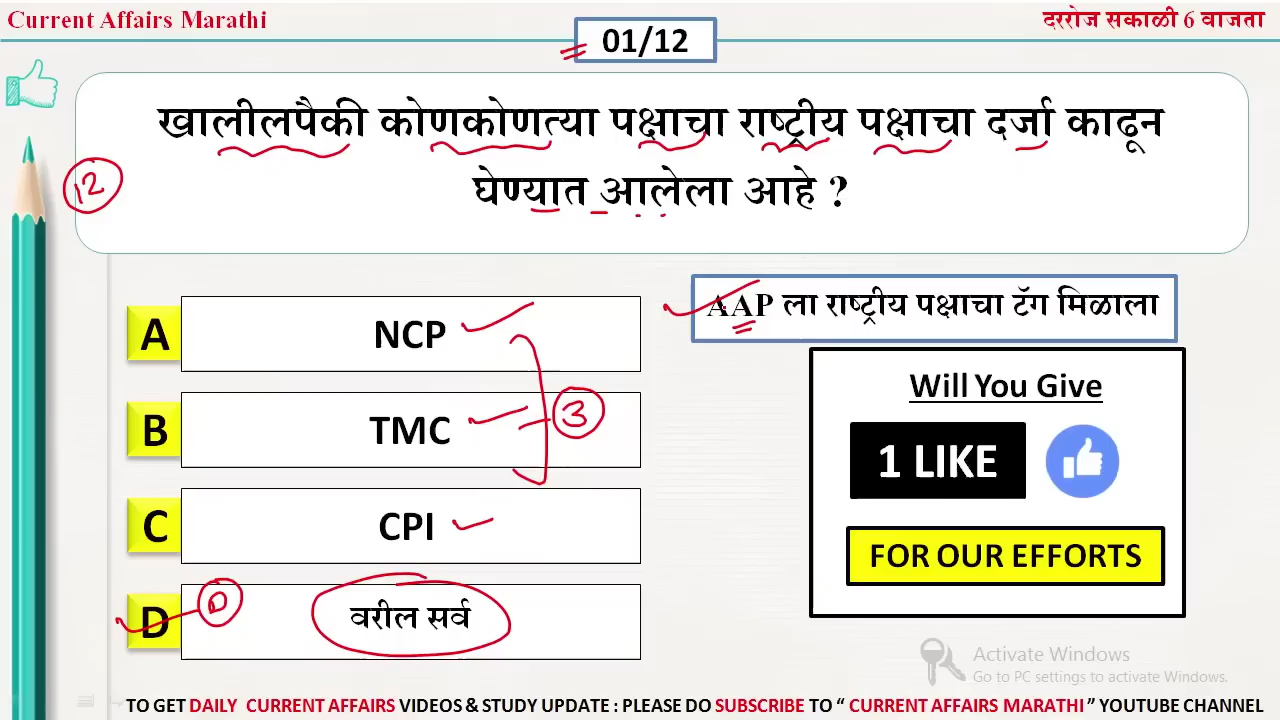 Current Affairs Marathi
दररोज सकाळी 6 वाजता
01/12
खालीलपैकी कोणकोणत्या पक्षाचा राष्ट्रीय पक्षाचा दर्जा काढून
घेण्यात आलेला आहे ?
12
AAP ला राष्ट्रीय पक्षाचा टॅग मिळाला
A
NCP
B
TMC
3
C
CPI
D
D
वरील सर्व
Will You Give
1 LIKE
FOR OUR EFFORTS
Activate Windows
Go to PC settings to activate Windows.
TO GET DAILY CURRENT AFFAIRS VIDEOS & STUDY UPDATE : PLEASE DO SUBSCRIBE TO “ CURRENT AFFAIRS MARATHI ” YOUTUBE CHANNEL